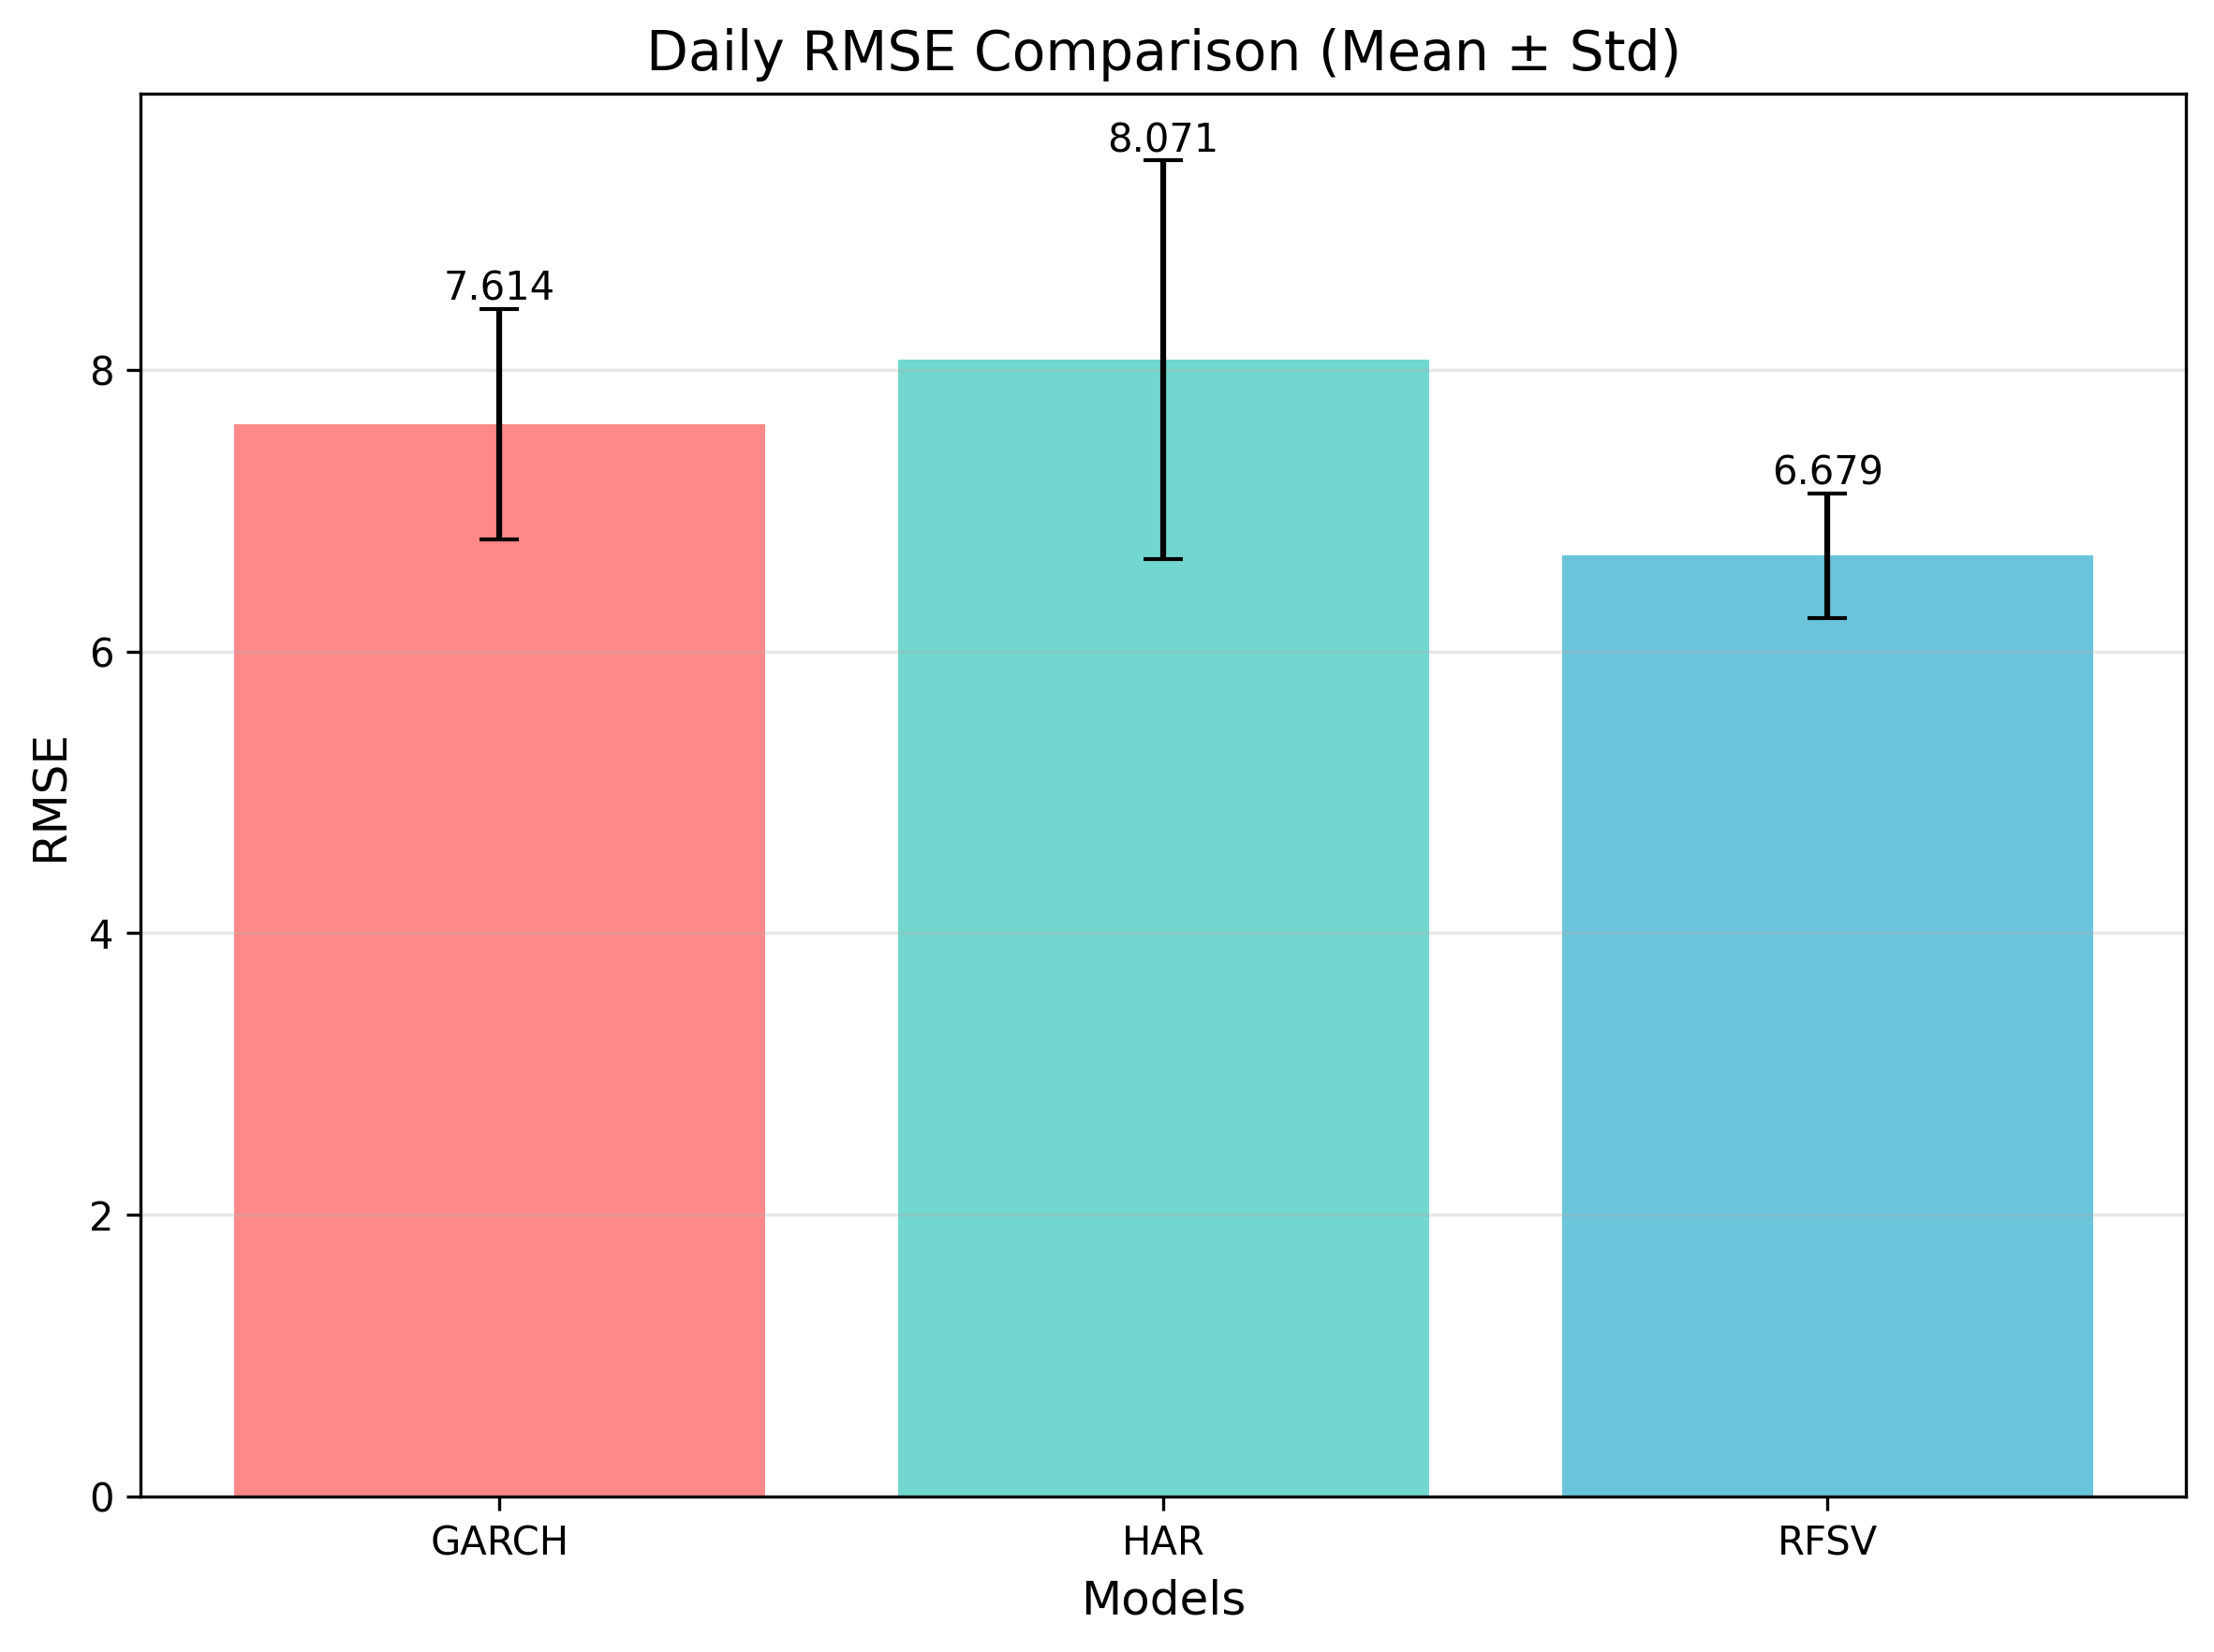 Daily RMSE Comparison (Mean ± Std)
8.071
7.614
6.679
8
6
4
2
0
RMSE
GARCH
HAR
RFSV
Models